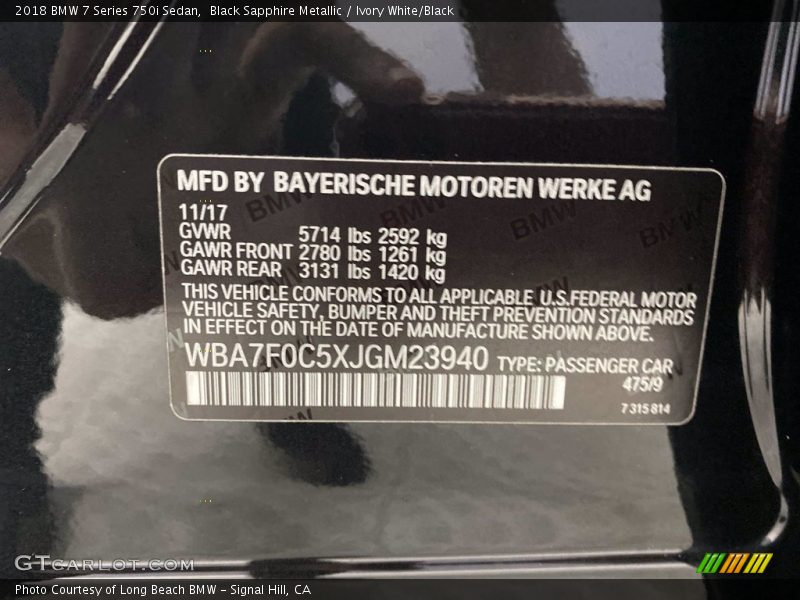 2018 BMW 7 Series 750i Sedan, Black Sapphire Metallic / Ivory White/Black
MFD BY BAYERISCHE MOTOREN WERKE AG
11/17
GVWR 5714 lbs 2592 kg
GAWR FRONT 2780 lbs 1261 kg
GAWR REAR 3131 lbs 1420 kg
THIS VEHICLE CONFORMS TO ALL APPLICABLE U.S.FEDERAL MOTOR
VEHICLE SAFETY, BUMPER AND THEFT PREVENTION STANDARDS
IN EFFECT ON THE DATE OF MANUFACTURE SHOWN ABOVE.
WBA7F0C5XJGM23940 TYPE: PASSENGER CAR
475/9
7 315 814
GTCARLOT.COM
Photo Courtesy of Long Beach BMW - Signal Hill, CA